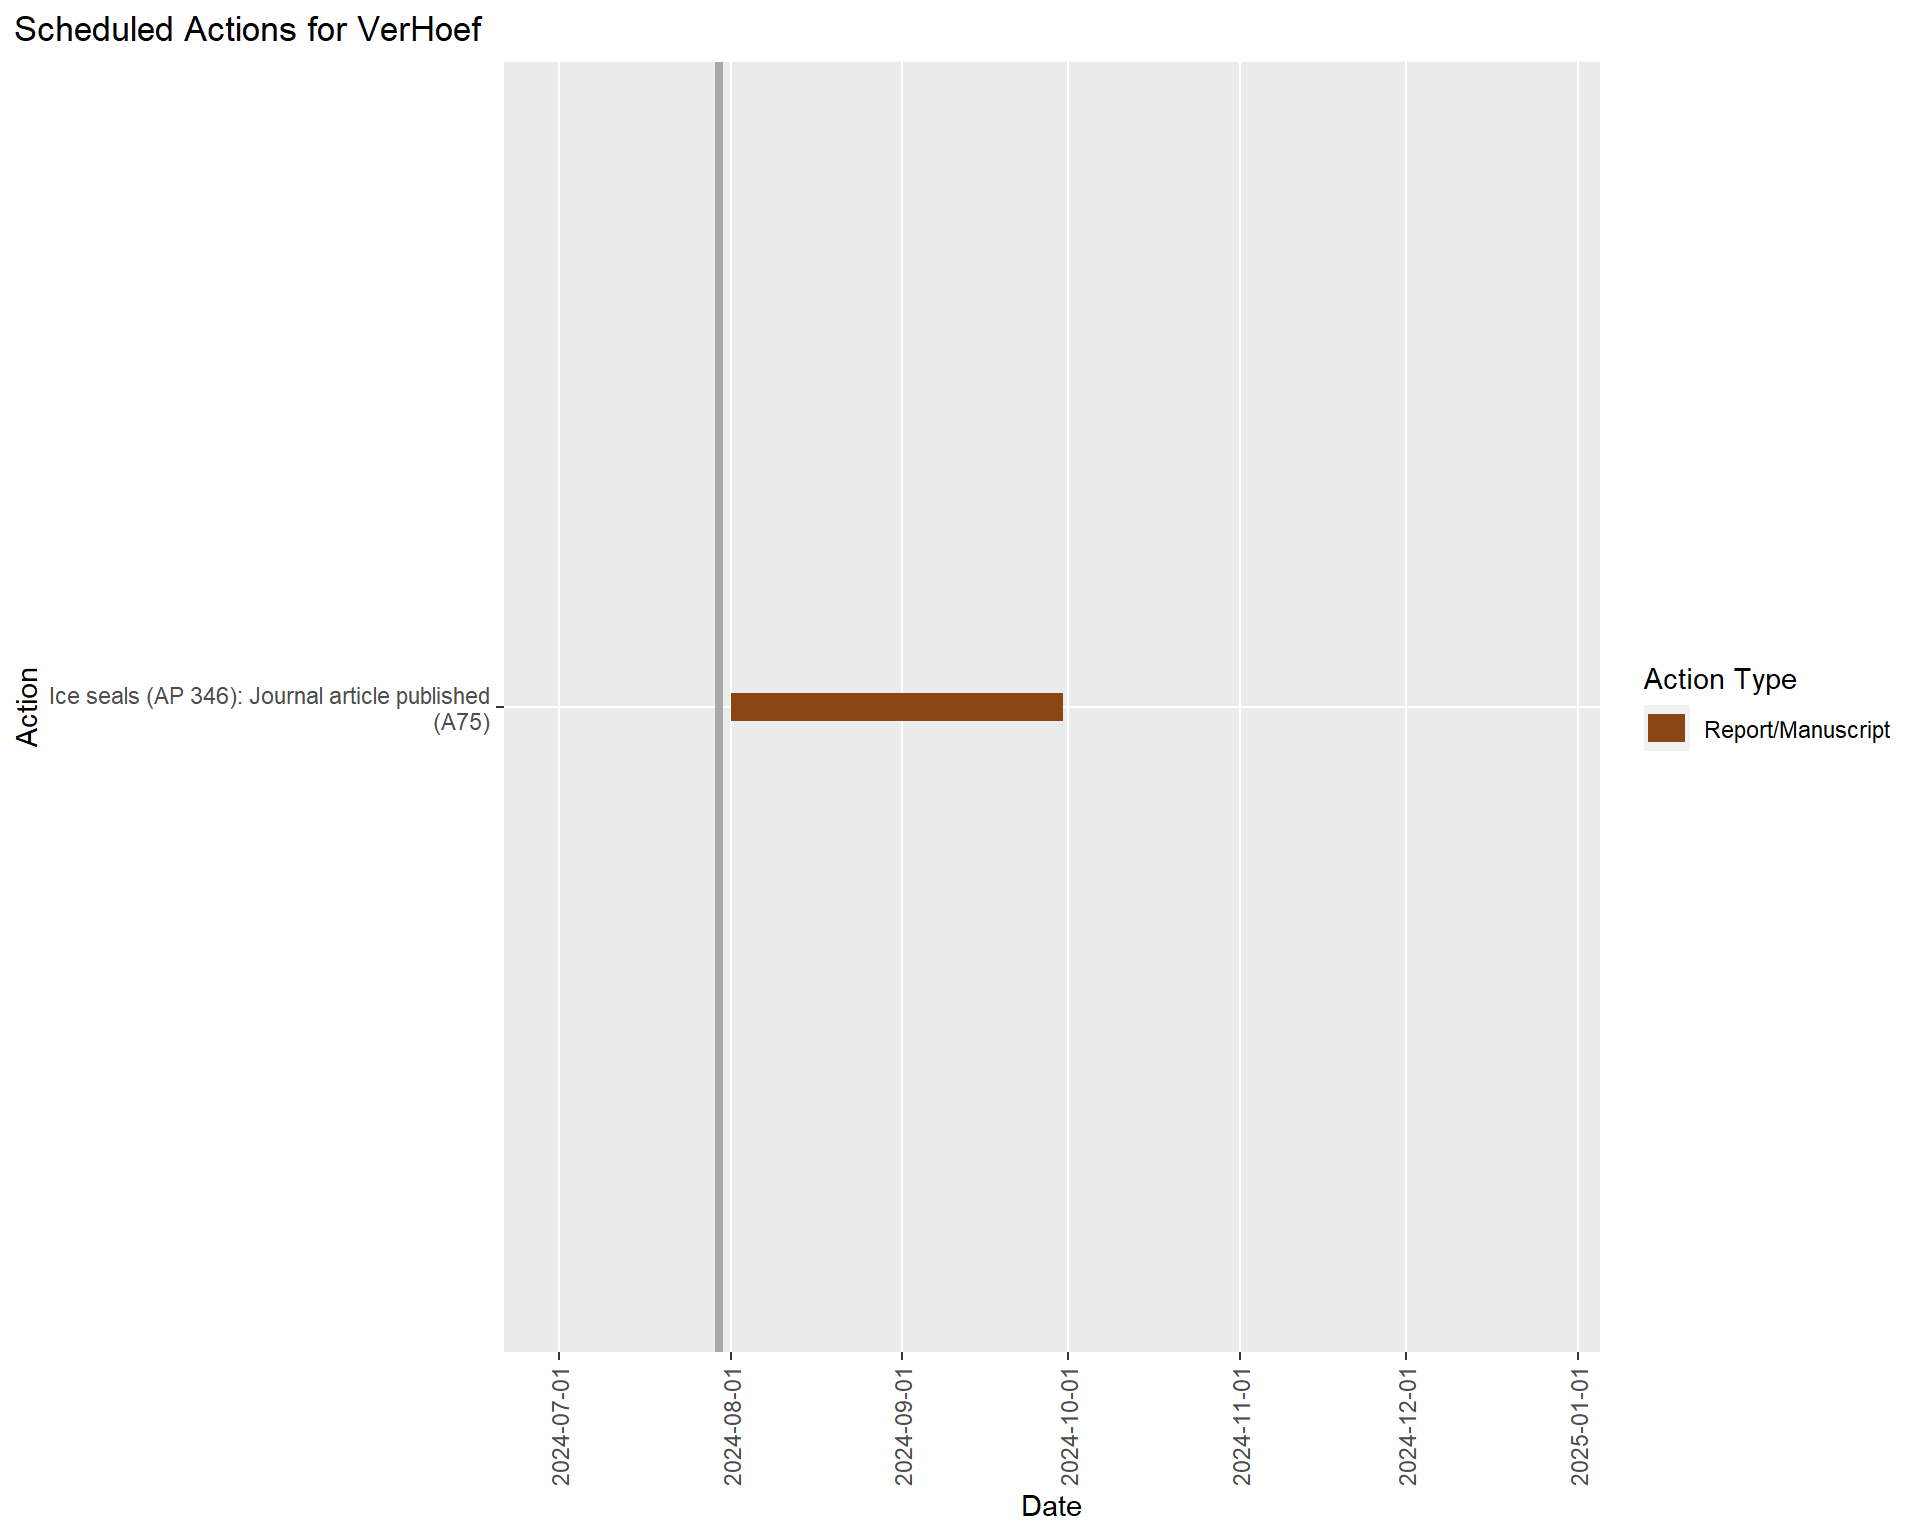 Scheduled Actions for VerHoef
Action
Ice seals (AP 346): Journal article published
(A75)
Action Type
Report/Manuscript
2024-07-01
2024-08-01
2024-09-01
2024-10-01
2024-11-01
2024-12-01
2025-01-01
Date